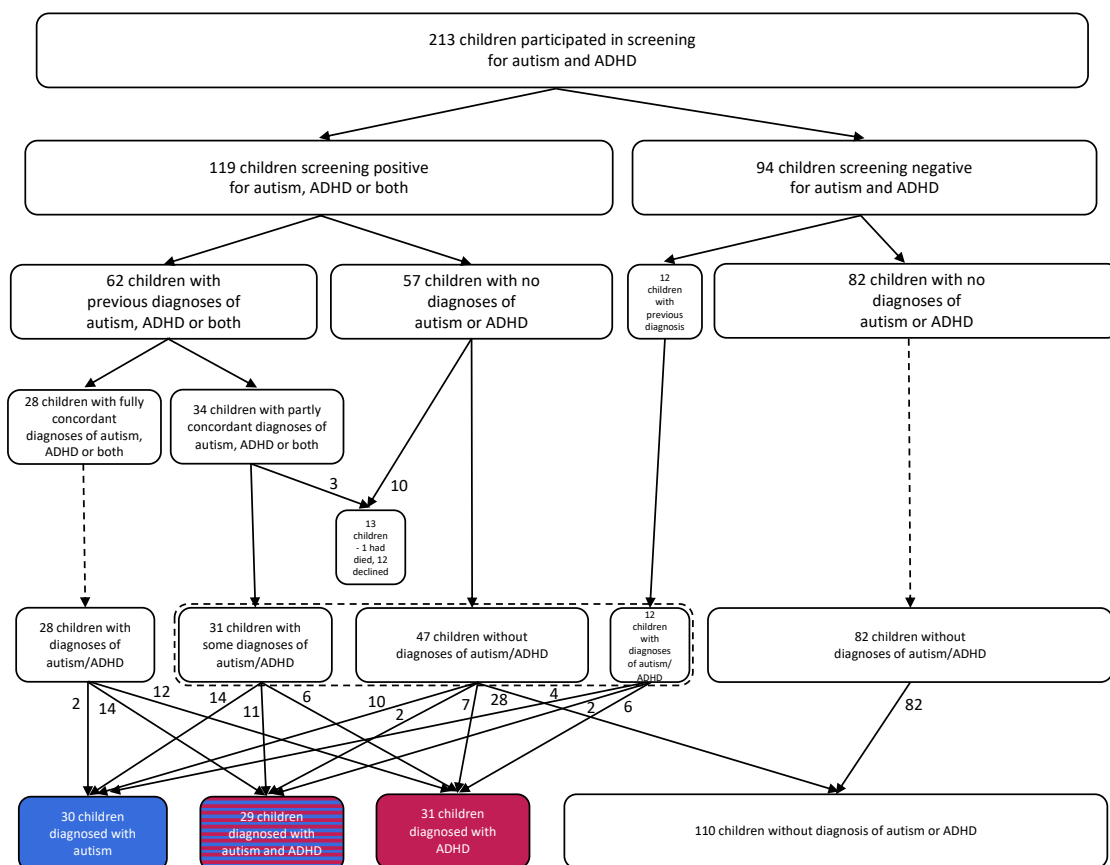 213 children participated in screening
for autism and ADHD
119 children screening positive
for autism, ADHD or both
94 children screening negative
for autism and ADHD
62 children with
previous diagnoses of
autism, ADHD or both
57 children with no
diagnoses of
autism or ADHD
12
children
with
previous
diagnosis
82 children with no
diagnoses of
autism or ADHD
28 children with fully
concordant
diagnoses of autism,
ADHD or both
34 children with partly
concordant diagnoses of
autism, ADHD or both
3
10
13
children
- 1 had
died, 12
declined
28 children with
diagnoses of
autism/ADHD
31 children with
some diagnoses of
autism/ADHD
47 children without
diagnoses of autism/ADHD
12
children
with
diagnoses
of autism/
ADHD
82 children without
diagnoses of autism/ADHD
2
14
12
14
11
6
10
2
7
28
4
2
6
82
30 children
diagnosed with
autism
29 children
diagnosed with
autism and ADHD
31 children
diagnosed with
ADHD
110 children without diagnosis of autism or ADHD